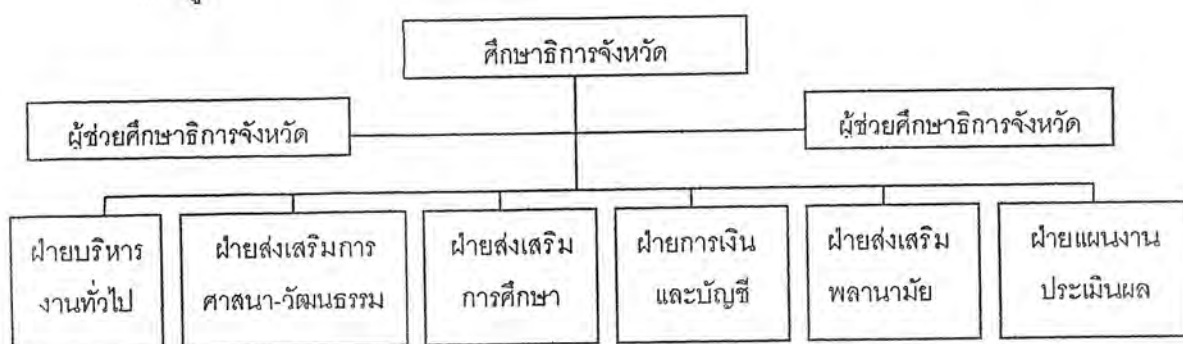 ศึกษาธิการจังหวัด
ผู้ช่วยศึกษาธิการจังหวัด
ผู้ช่วยศึกษาธิการจังหวัด
ฝ่ายบริหาร
งานทั่วไป
ฝ่ายส่งเสริมการ
ศาสนา-วัฒนธรรม
ฝ่ายส่งเสริม
การศึกษา
ฝ่ายการเงิน
และบัญชี
ฝ่ายส่งเสริม
พลานามัย
ฝ่ายแผนงาน
ประเมินผล